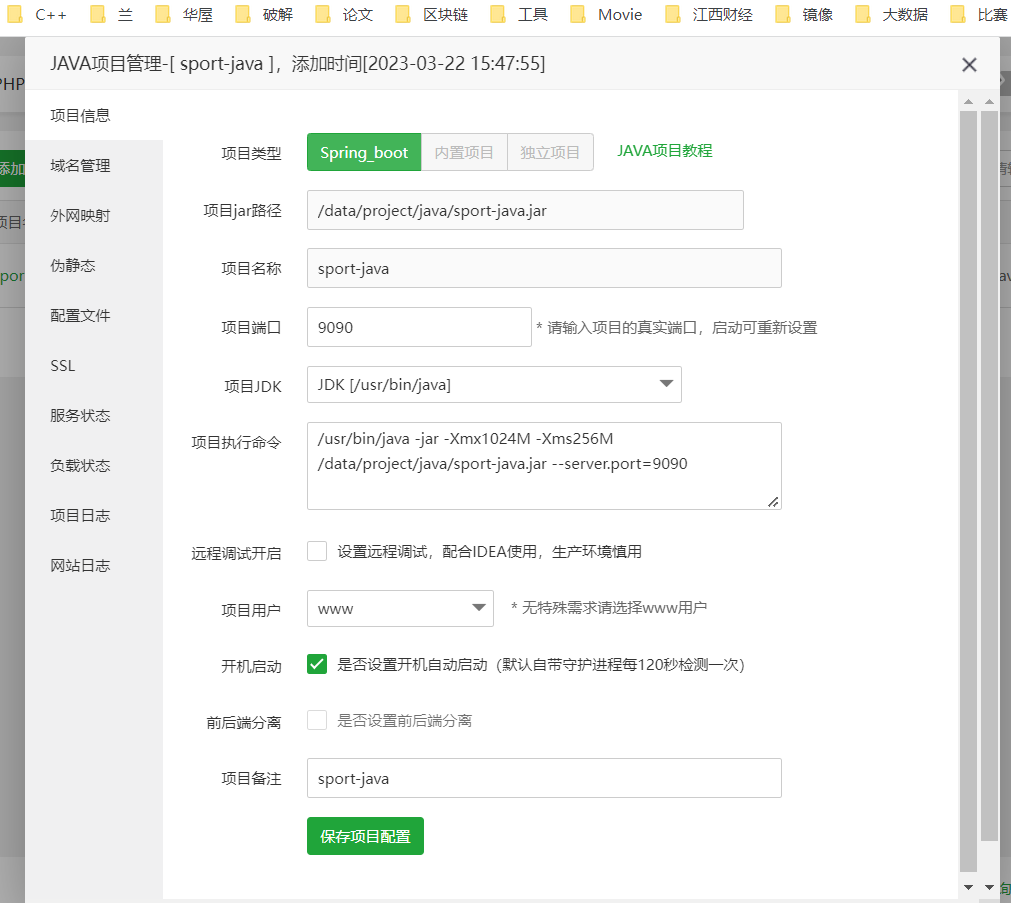 C++ 兰 华屋 破解 论文 区块链 工具 Movie 江西财经 镜像 大数据 比赛
JAVA项目管理-[ sport-java ]，添加时间[2023-03-22 15:47:55]
项目信息
域名管理
外网映射
伪静态
配置文件
SSL
服务状态
负载状态
项目日志
网站日志
项目类型 Spring_boot 内置项目 独立项目 JAVA项目教程
项目jar路径 /data/project/java/sport-java.jar
项目名称 sport-java
项目端口 9090 * 请输入项目的真实端口，启动可重新设置
项目JDK JDK [/usr/bin/java]
项目执行命令 /usr/bin/java -jar -Xmx1024M -Xms256M
/data/project/java/sport-java.jar --server.port=9090
远程调试开启 设置远程调试，配合IDEA使用，生产环境慎用
项目用户 www * 无特殊需求请选择www用户
开机启动 是否设置开机自动启动（默认自带守护进程每120秒检测一次）
前后端分离 是否设置前后端分离
项目备注 sport-java
保存项目配置
PHP
添加
项目
spor
av
询